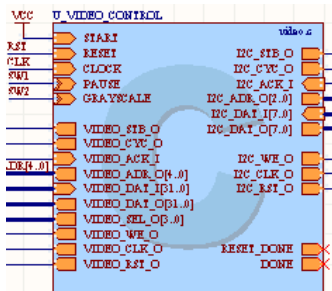 VCC U_VIDEO_CONTROL
video.c
START
RST RESET I2C_STB_O
CLK CLOCK I2C_CYC_O
SW1 PAUSE I2C_ACK_I
SW2 GRAYSCALE I2C_ADR_O[2..0]
I2C_DAT_I[7..0]
VIDEO_STB_O I2C_DAT_O[7..0]
VIDEO_CYC_O
VIDEO_ACK_I I2C_WE_O
ADR[4..0] VIDEO_ADR_O[4..0] I2C_CLK_O
VIDEO_DAT_I[31..0] I2C_RST_O
VIDEO_DAT_O[31..0]
VIDEO_SEL_O[3..0]
VIDEO_WE_O
VIDEO_CLK_O RESET_DONE
VIDEO_RST_O DONE